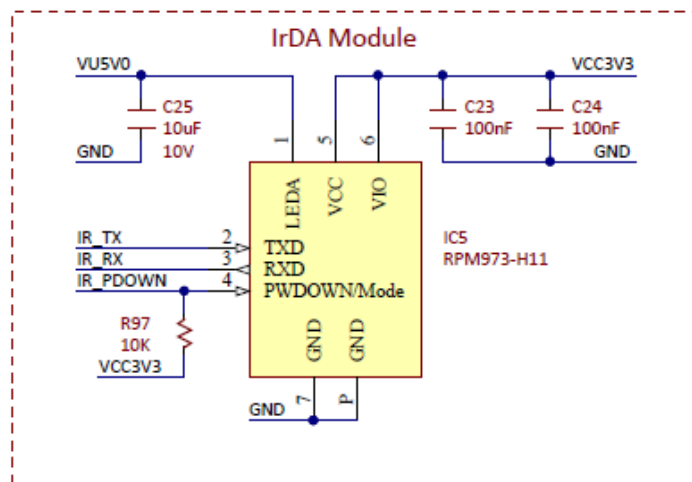 IrDA Module
VU5V0
VCC3V3
C25
10uF
10V
C23
100nF
C24
100nF
GND
GND
1
5
6
LEDA
VCC
VIO
IC5
RPM973-H11
IR_TX
2
TXD
IR_RX
3
RXD
IR_PDOWN
4
PWDOWN/Mode
R97
10K
VCC3V3
GND
GND
GND
7
P